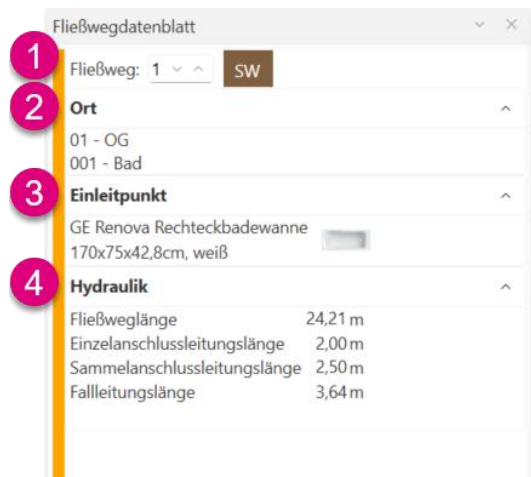 Fließwegdatenblatt
1
Fließweg: 1 SW
2
Ort
01 - OG
001 - Bad
3
Einleitpunkt
GE Renova Rechteckbadewanne
170x75x42,8cm, weiß
4
Hydraulik
Fließweglänge 24,21 m
Einzelanschlussleitungslänge 2,00 m
Sammelanschlussleitungslänge 2,50 m
Fallleitungslänge 3,64 m